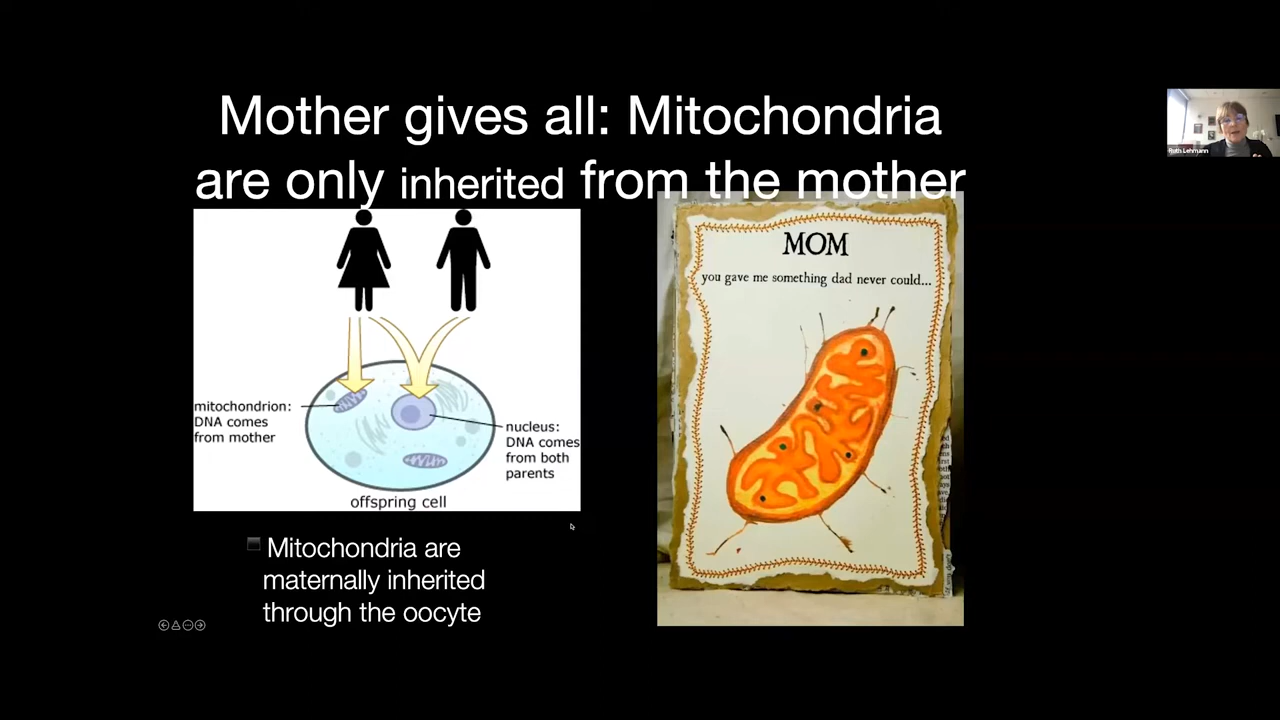 Mother gives all: Mitochondria
are only inherited from the mother
Ruth Lehmann
MOM
you gave me something dad never could...
mitochondrion:
DNA comes
from mother
nucleus:
DNA comes
from both
parents
offspring cell
Mitochondria are
maternally inherited
through the oocyte